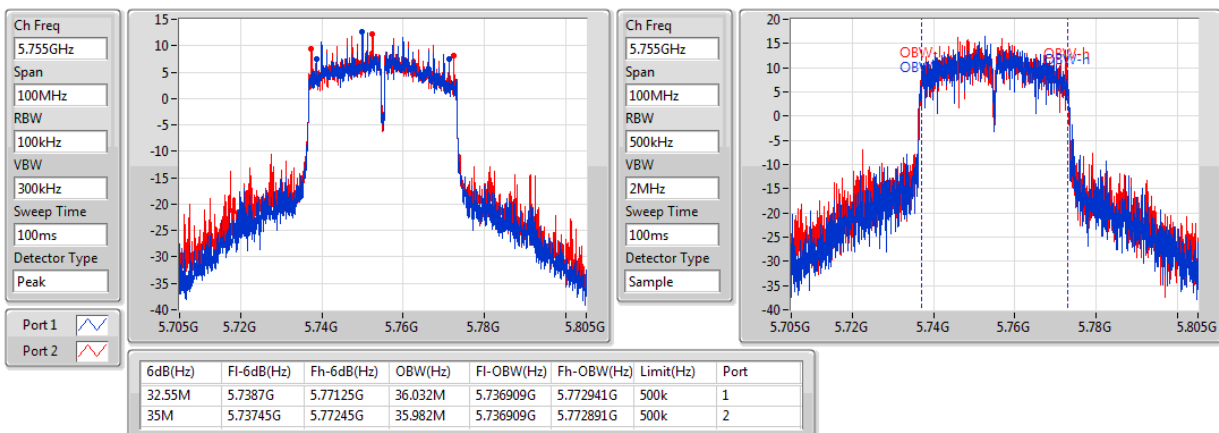 Ch Freq
5.755GHz
Span
100MHz
RBW
100kHz
VBW
300kHz
Sweep Time
100ms
Detector Type
Peak
Port 1
Port 2
15
10
5
0
-5
-10
-15
-20
-25
-30
-35
-40
5.705G 5.72G 5.74G 5.76G 5.78G 5.805G
Ch Freq
5.755GHz
Span
100MHz
RBW
500kHz
VBW
2MHz
Sweep Time
100ms
Detector Type
Sample
20
15
10
5
0
-5
-10
-15
-20
-25
-30
-35
-40
OBW-h
OBW-h
5.705G 5.72G 5.74G 5.76G 5.78G 5.805G
6dB(Hz) Fl-6dB(Hz) Fh-6dB(Hz) OBW(Hz) Fl-OBW(Hz) Fh-OBW(Hz) Limit(Hz) Port
32.55M 5.7387G 5.77125G 36.032M 5.736909G 5.772941G 500k 1
35M 5.73745G 5.77245G 35.982M 5.736909G 5.772891G 500k 2